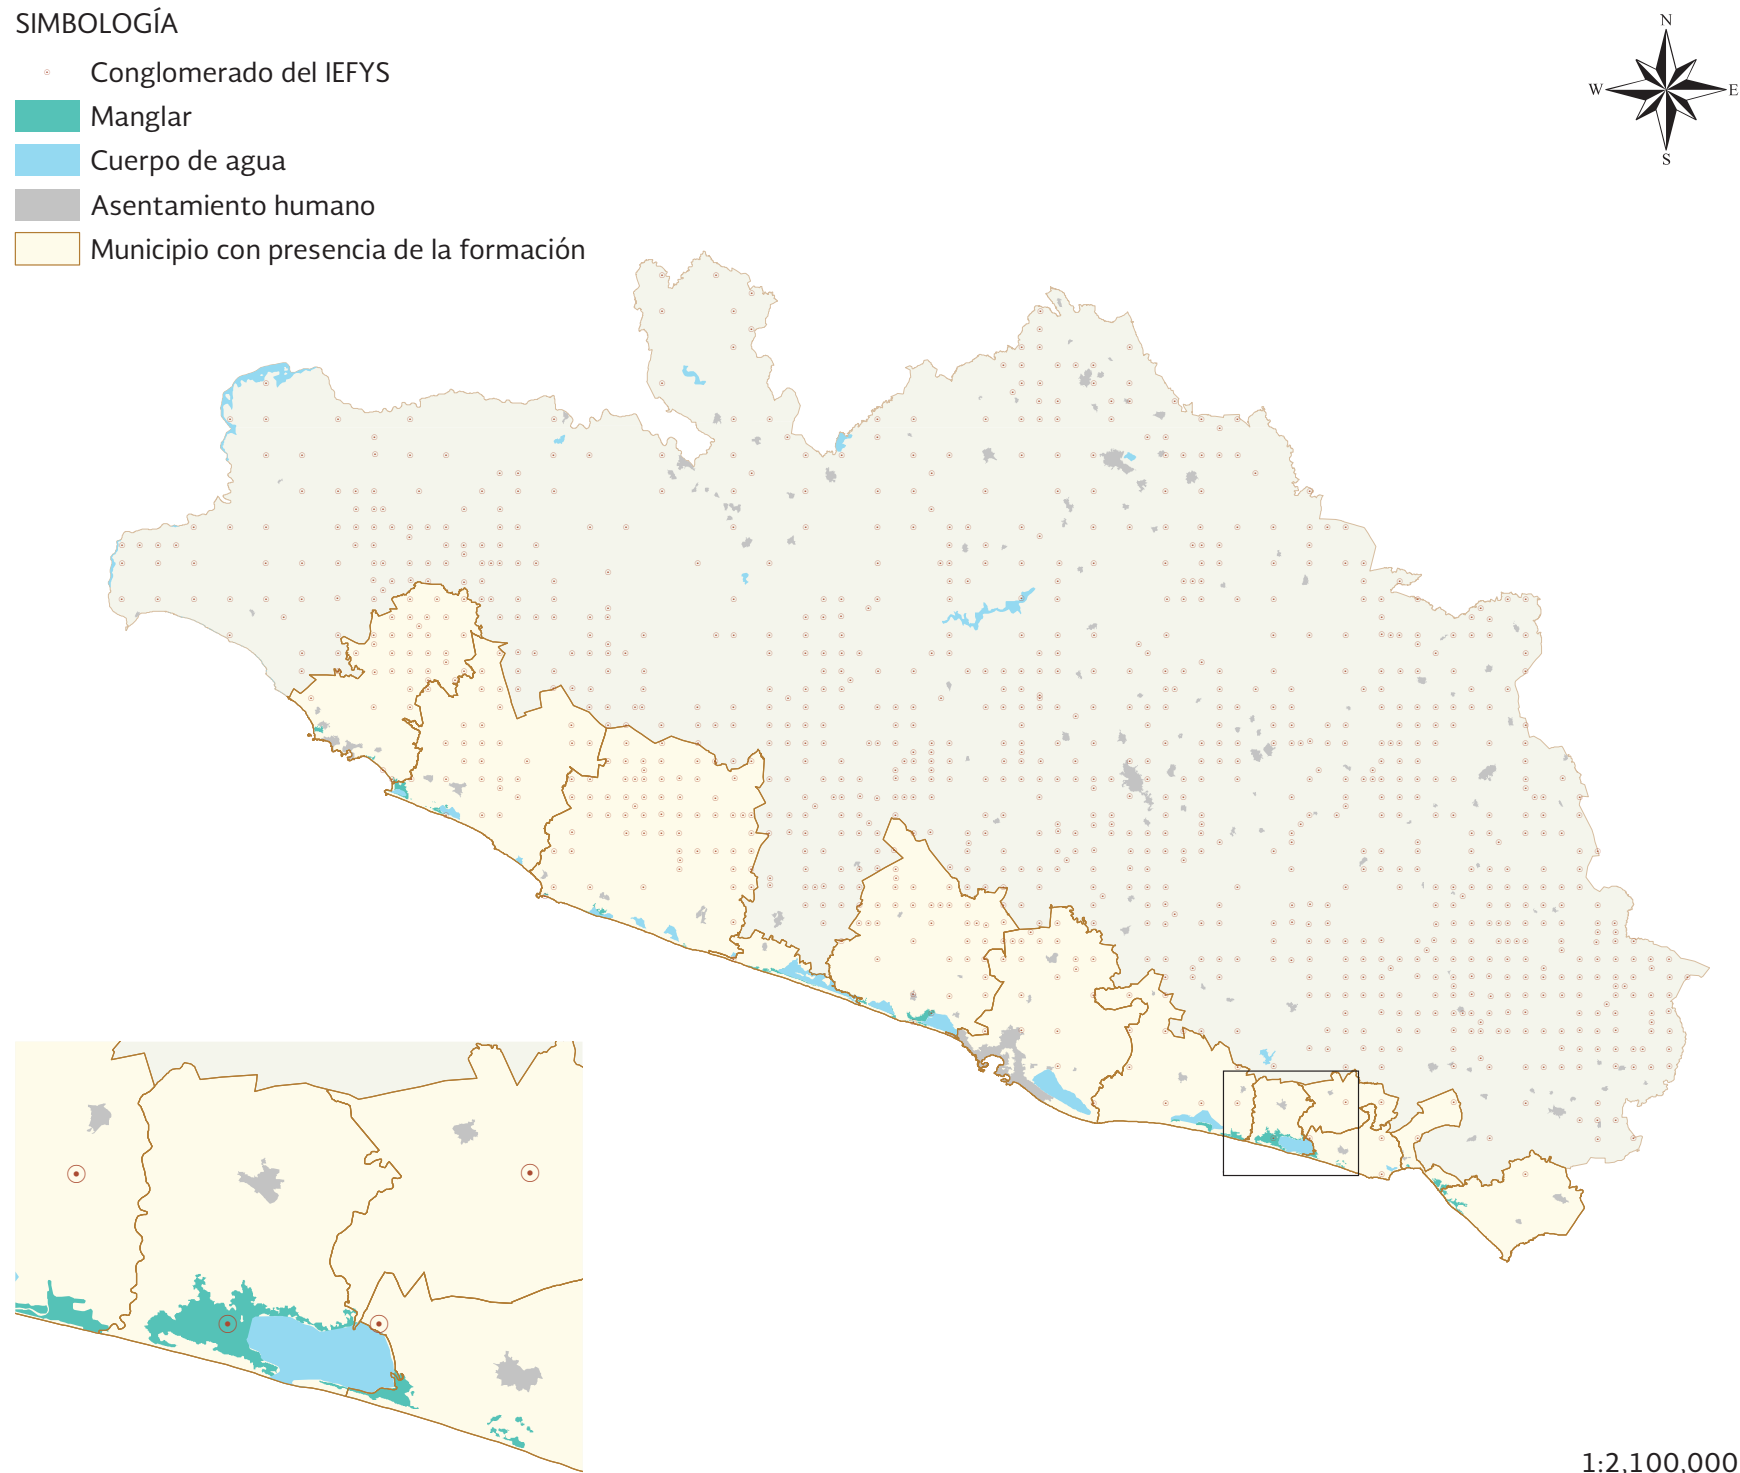 SIMBOLOGÍA
Conglomerado del IEFYS
Manglar
Cuerpo de agua
Asentamiento humano
Municipio con presencia de la formación
N
W
E
S
1:2,100,000